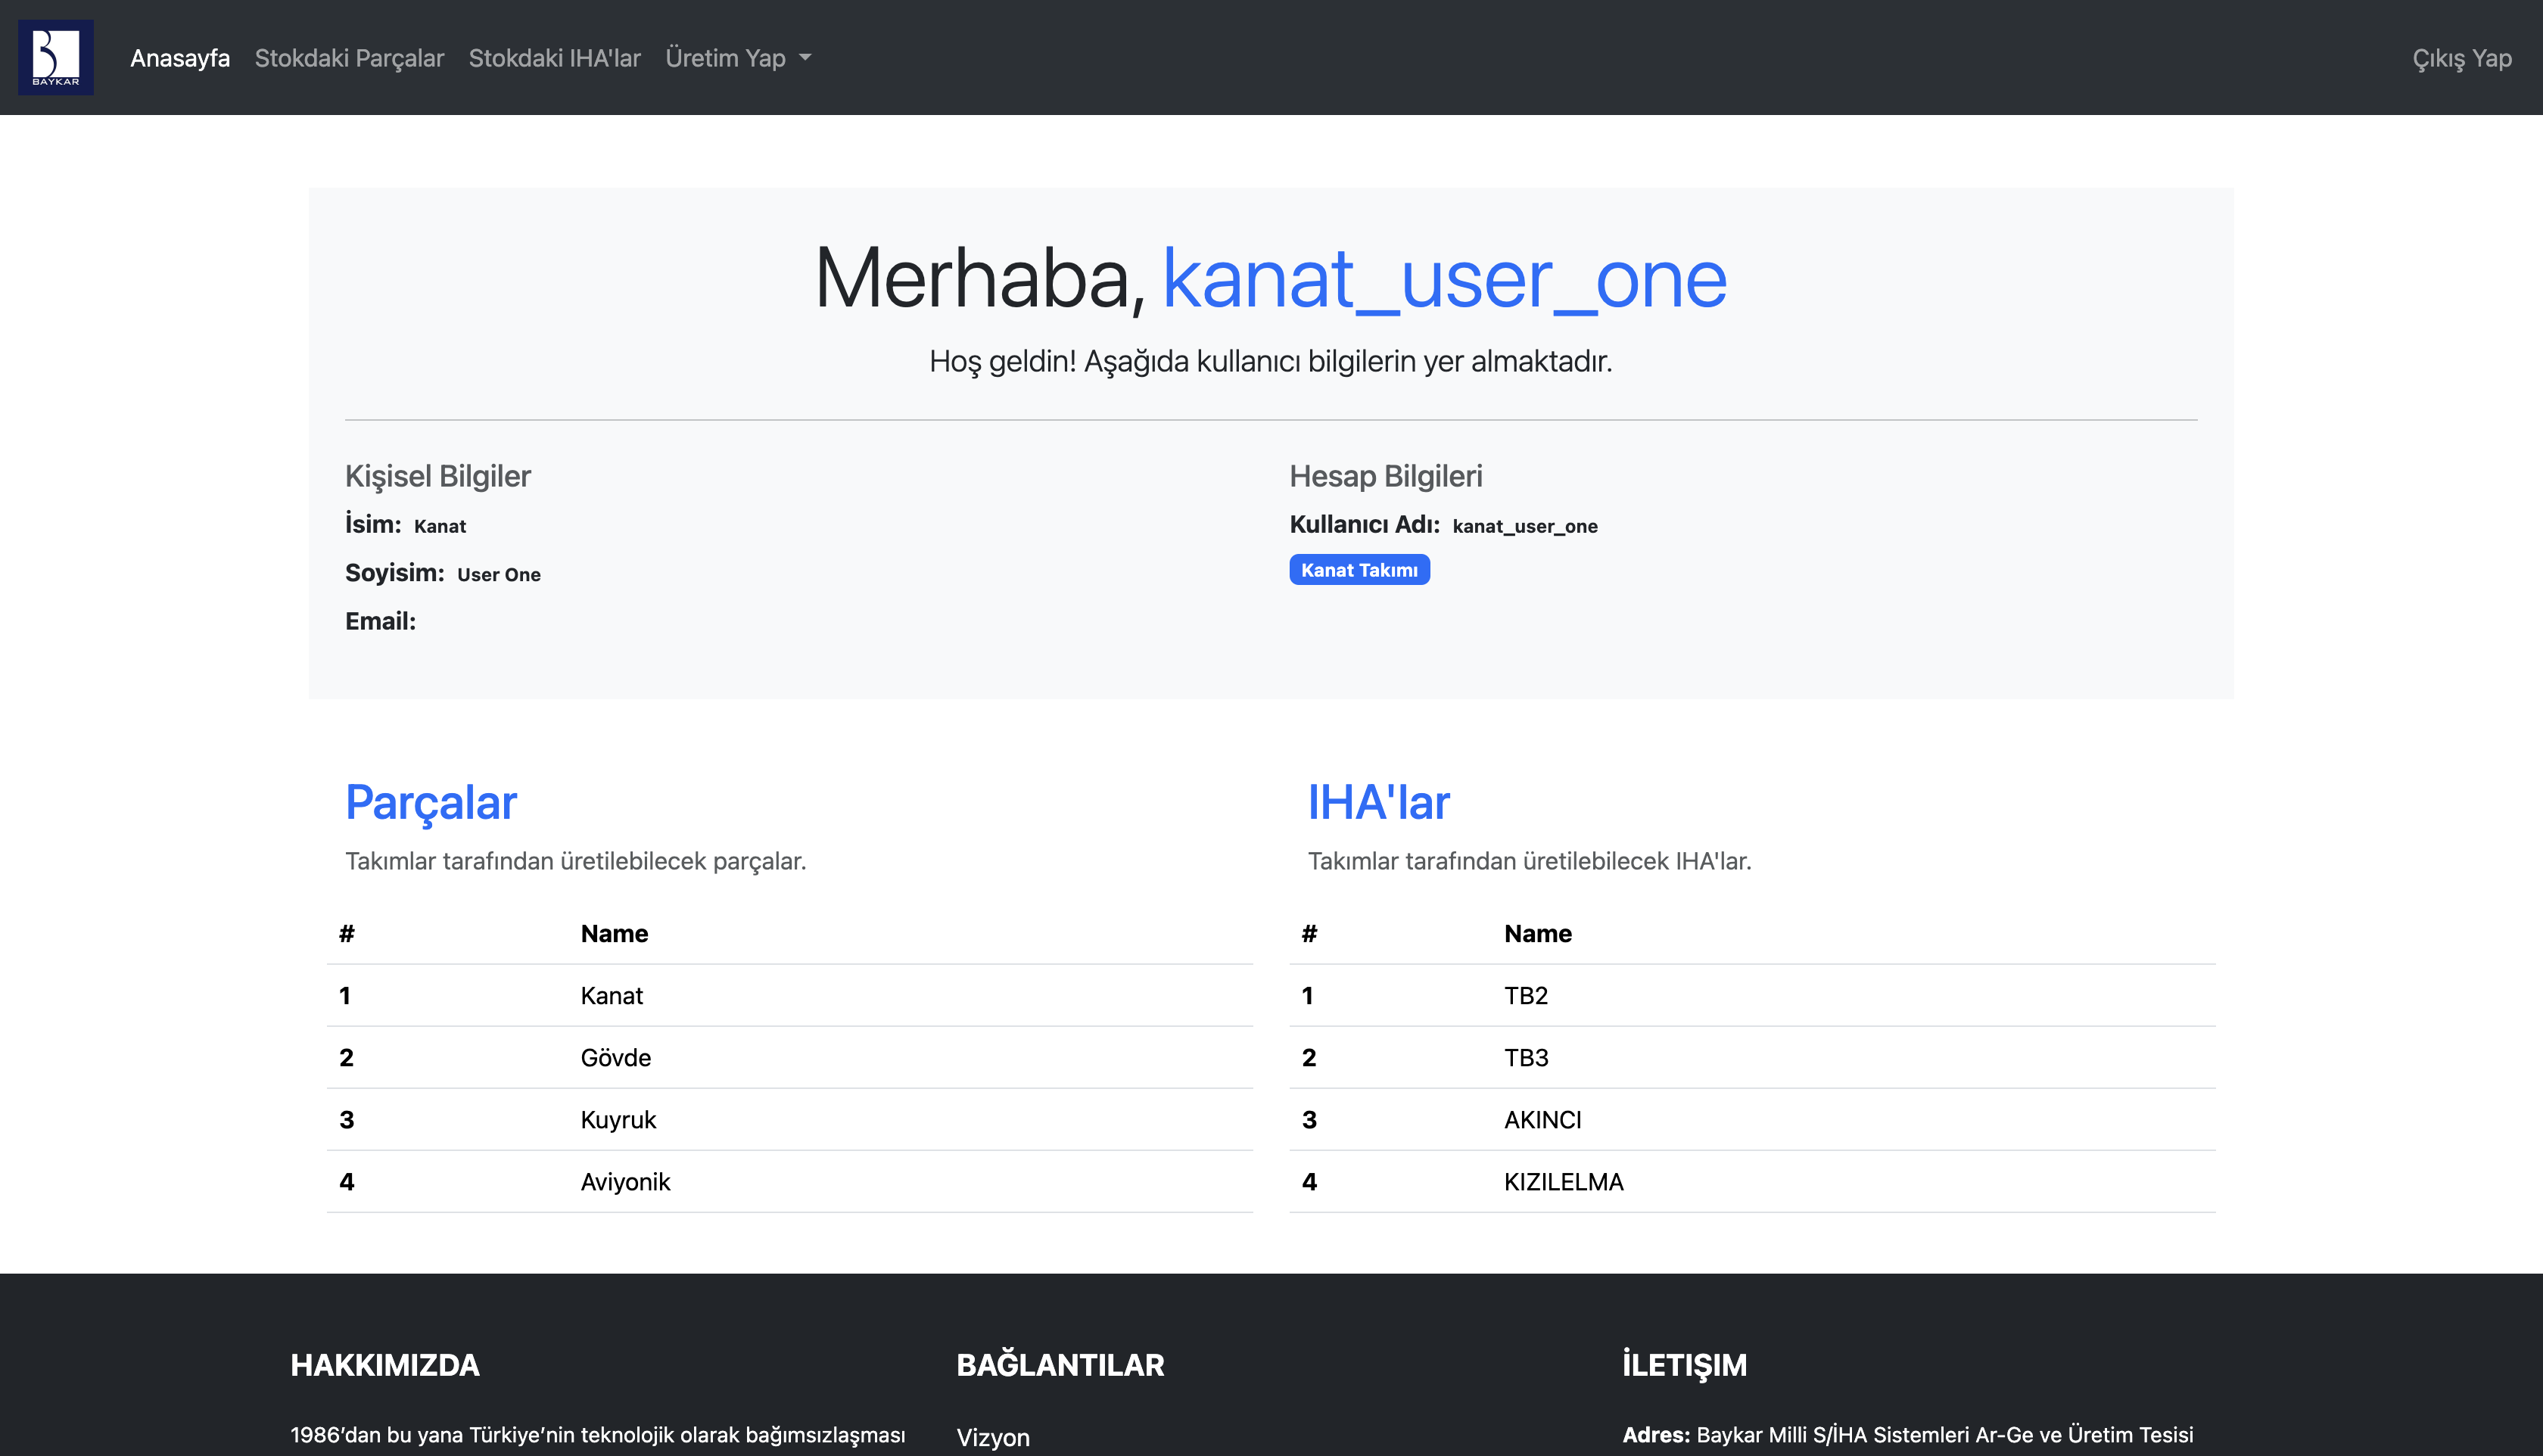 BAYKAR
Anasayfa Stokdaki Parçalar Stokdaki IHA'lar Üretim Yap Çıkış Yap
Merhaba, kanat_user_one
Hoş geldin! Aşağıda kullanıcı bilgilerin yer almaktadır.
Kişisel Bilgiler
İsim: Kanat
Soyisim: User One
Email:
Hesap Bilgileri
Kullanıcı Adı: kanat_user_one
Kanat Takımı
Parçalar
Takımlar tarafından üretilebilecek parçalar.
# Name
1 Kanat
2 Gövde
3 Kuyruk
4 Aviyonik
IHA'lar
Takımlar tarafından üretilebilecek IHA'lar.
# Name
1 TB2
2 TB3
3 AKINCI
4 KIZILELMA
HAKKIMIZDA
1986’dan bu yana Türkiye’nin teknolojik olarak bağımsızlaşması
BAĞLANTILAR
Vizyon
İLETIŞIM
Adres: Baykar Milli S/İHA Sistemleri Ar-Ge ve Üretim Tesisi